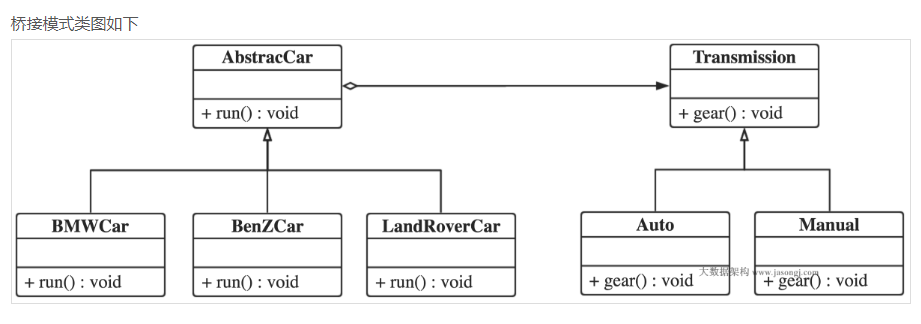 桥接模式类图如下
AbstracCar
+ run() : void
Transmission
+ gear() : void
BMWCar
+ run() : void
BenZCar
+ run() : void
LandRoverCar
+ run() : void
Auto
+ gear() : void
Manual
+ gear() : void
大数据架构 www.jasongj.com